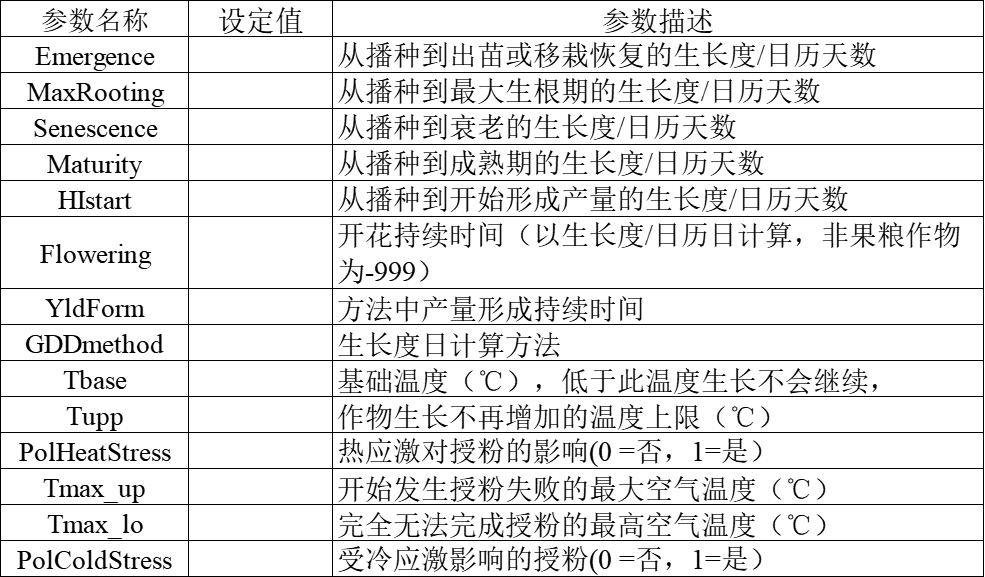 参数名称 设定值 参数描述
Emergence 从播种到出苗或移栽恢复的生长度/日历天数
MaxRooting 从播种到最大生根期的生长度/日历天数
Senescence 从播种到衰老的生长度/日历天数
Maturity 从播种到成熟期的生长度/日历天数
HIstart 从播种到开始形成产量的生长度/日历天数
Flowering 开花持续时间（以生长度/日历日计算，非果粮作物
为-999）
YldForm 方法中产量形成持续时间
GDDmethod 生长度日计算方法
Tbase 基础温度（℃），低于此温度生长不会继续，
Tupp 作物生长不再增加的温度上限（℃）
PolHeatStress 热应激对授粉的影响(0 =否，1=是）
Tmax_up 开始发生授粉失败的最大空气温度（℃）
Tmax_lo 完全无法完成授粉的最高空气温度（℃）
PolColdStress 受冷应激影响的授粉(0 =否，1=是）